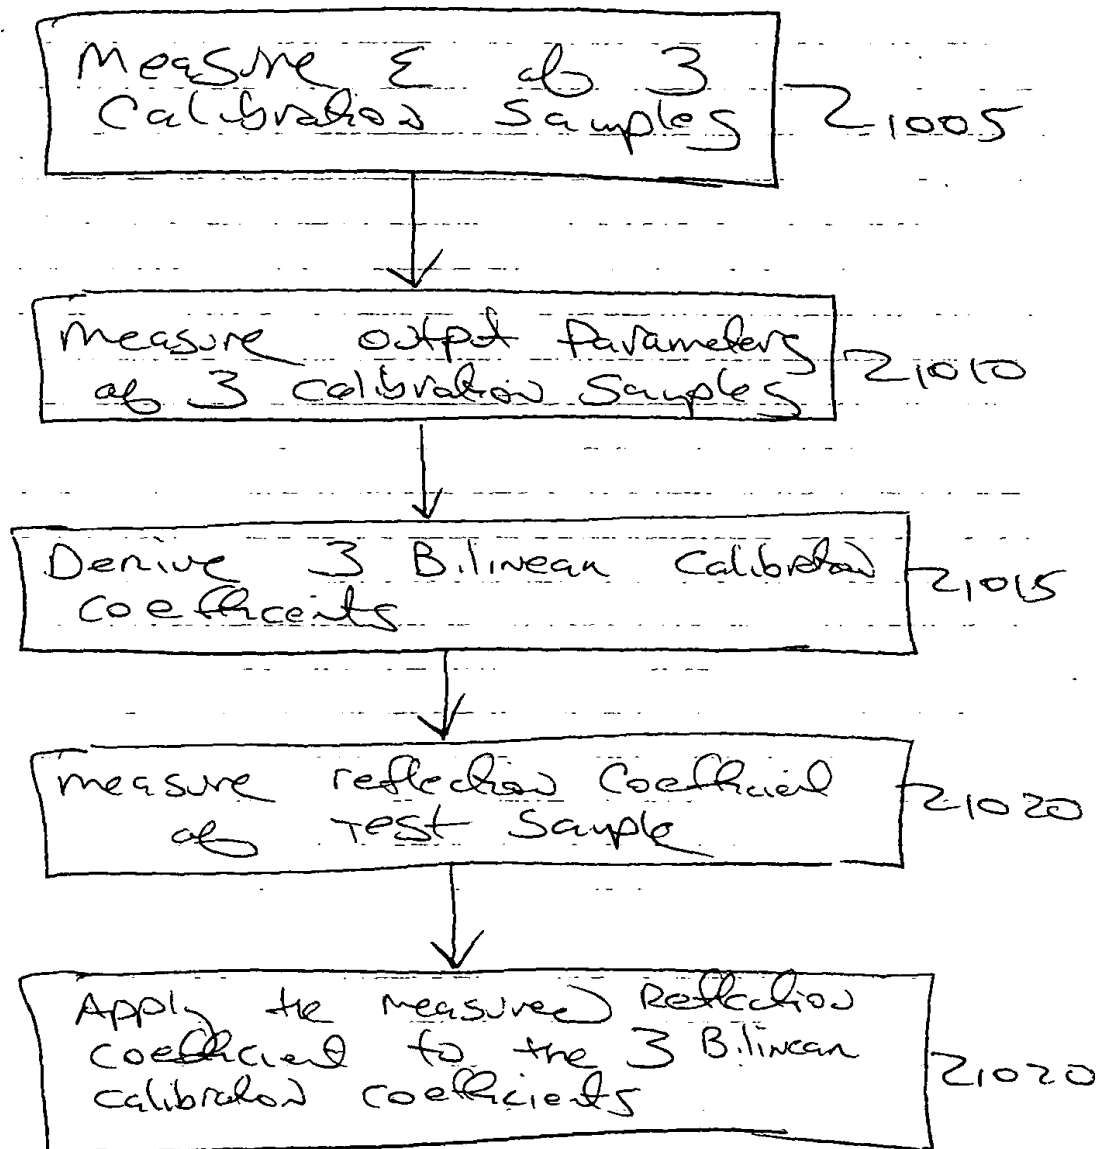 Measure ε of 3
Calibration Samples
1005
measure output Parameters
of 3 Calibration Samples
1010
Derive 3 Bilinear Calibration
coefficients
1015
measure reflection Coefficient
of Test Sample
1020
Apply the measured Reflection
coefficient to the 3 Bilinear
calibration coefficients
1020